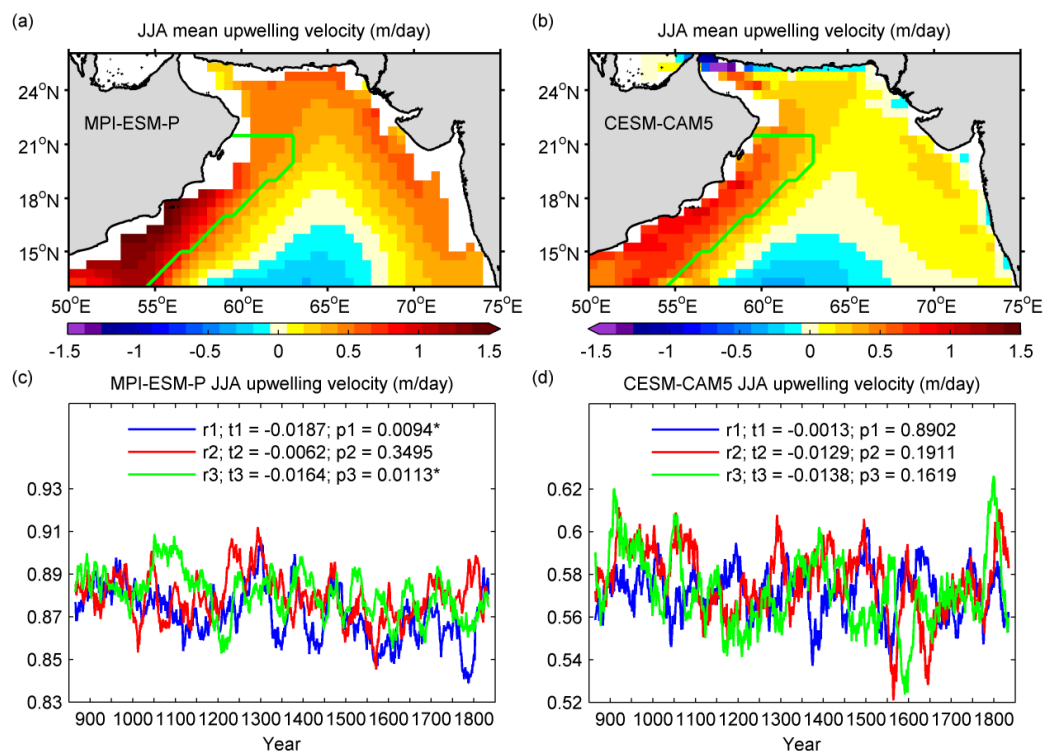 (a)
JJA mean upwelling velocity (m/day)
24°N
21°N
18°N
15°N
MPI-ESM-P
50°E 55°E 60°E 65°E 70°E 75°E
-1.5 -1 -0.5 0 0.5 1 1.5
(b)
JJA mean upwelling velocity (m/day)
24°N
21°N
18°N
15°N
CESM-CAM5
50°E 55°E 60°E 65°E 70°E 75°E
-1.5 -1 -0.5 0 0.5 1 1.5
(c)
MPI-ESM-P JJA upwelling velocity (m/day)
r1; t1 = -0.0187; p1 = 0.0094*
r2; t2 = -0.0062; p2 = 0.3495
r3; t3 = -0.0164; p3 = 0.0113*
0.93
0.91
0.89
0.87
0.85
0.83
900 1000 1100 1200 1300 1400 1500 1600 1700 1800
Year
(d)
CESM-CAM5 JJA upwelling velocity (m/day)
r1; t1 = -0.0013; p1 = 0.8902
r2; t2 = -0.0129; p2 = 0.1911
r3; t3 = -0.0138; p3 = 0.1619
0.62
0.6
0.58
0.56
0.54
0.52
900 1000 1100 1200 1300 1400 1500 1600 1700 1800
Year